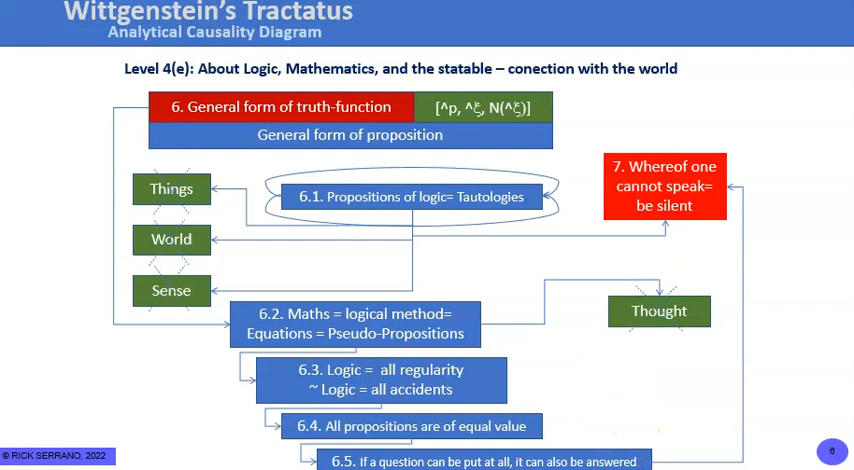 Wittgenstein's Tractatus
Analytical Causality Diagram
Level 4(e): About Logic, Mathematics, and the statable – conection with the world
6. General form of truth-function
[^p, ^ξ, N(^ξ)]
General form of proposition
7. Whereof one
cannot speak=
be silent
Things
6.1. Propositions of logic= Tautologies
World
Sense
6.2. Maths = logical method=
Equations = Pseudo-Propositions
Thought
6.3. Logic = all regularity
~ Logic = all accidents
6.4. All propositions are of equal value
6.5. If a question can be put at all, it can also be answered
© RICK SERRANO, 2022
6